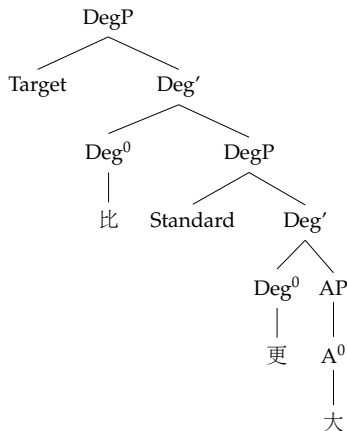 DegP
Target Deg′
Deg⁰ DegP
比 Standard Deg′
Deg⁰ AP
更 A⁰
大